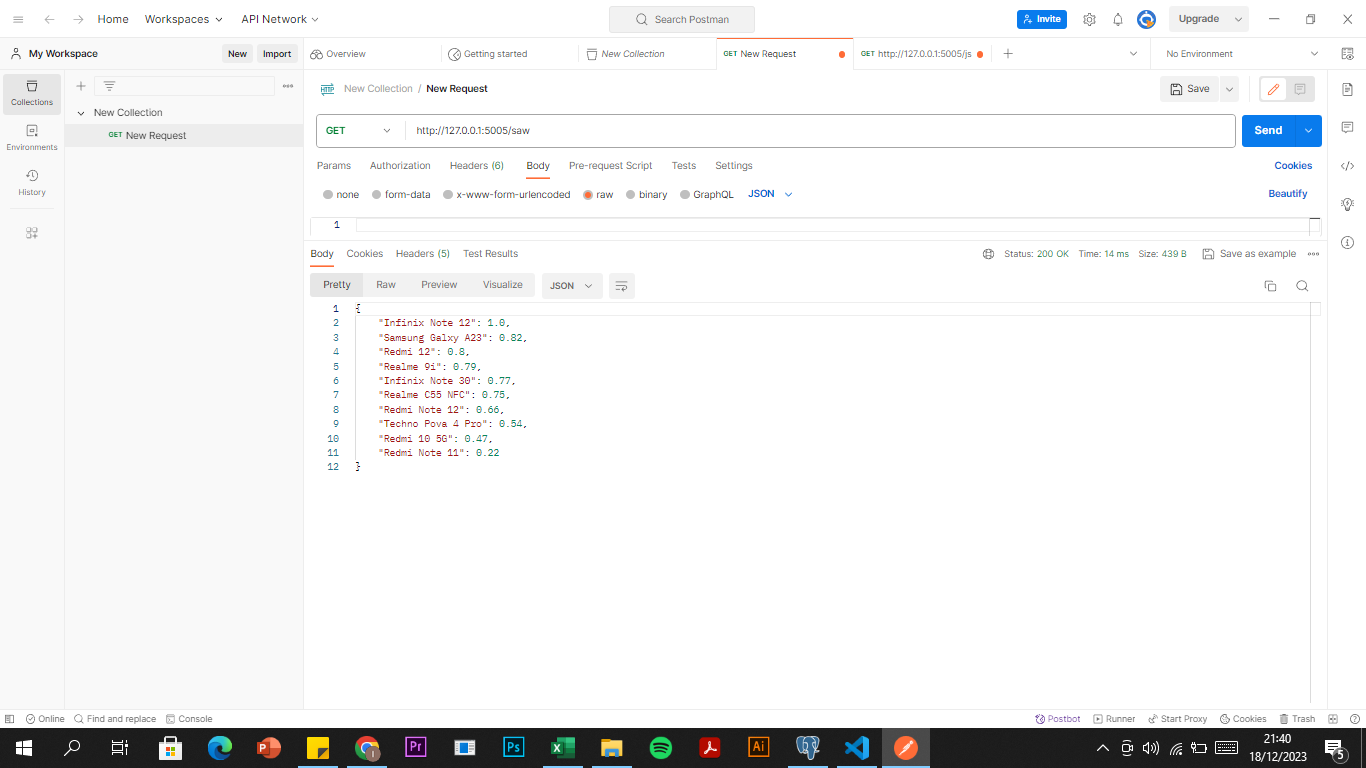 Home Workspaces API Network Search Postman Invite Upgrade
My Workspace New Import Overview Getting started New Collection GET New Request GET http://127.0.0.1:5005/js No Environment
Collections
Environments
History
New Collection
GET New Request
HTTP New Collection / New Request Save
GET http://127.0.0.1:5005/saw Send
Params Authorization Headers (6) Body Pre-request Script Tests Settings Cookies
none form-data x-www-form-urlencoded raw binary GraphQL JSON Beautify
1
Body Cookies Headers (5) Test Results Status: 200 OK Time: 14 ms Size: 439 B Save as example
Pretty Raw Preview Visualize JSON
1 {
2 "Infinix Note 12": 1.0,
3 "Samsung Galxy A23": 0.82,
4 "Redmi 12": 0.8,
5 "Realme 9i": 0.79,
6 "Infinix Note 30": 0.77,
7 "Realme C55 NFC": 0.75,
8 "Redmi Note 12": 0.66,
9 "Techno Pova 4 Pro": 0.54,
10 "Redmi 10 5G": 0.47,
11 "Redmi Note 11": 0.22
12 }
Online Find and replace Console Postbot Runner Start Proxy Cookies Trash
Pr Ps Ai
21:40
18/12/2023
5